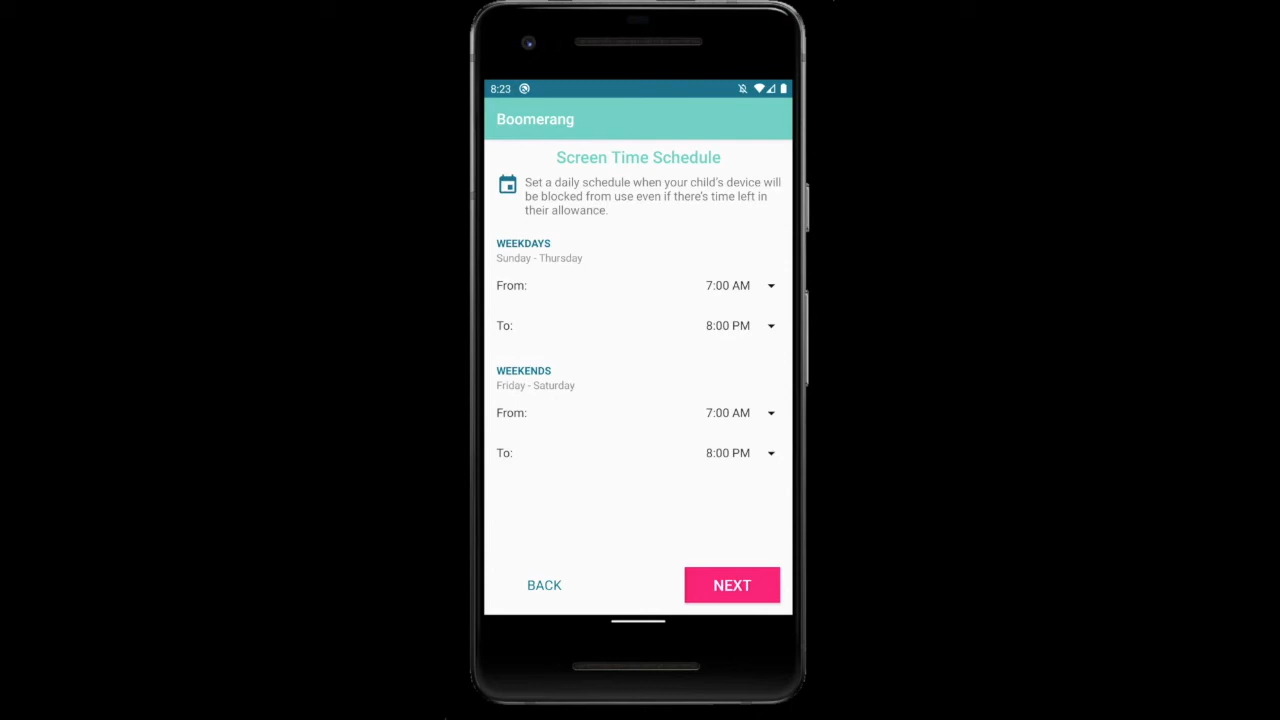 8:23
Boomerang
Screen Time Schedule
Set a daily schedule when your child's device will
be blocked from use even if there's time left in
their allowance.
WEEKDAYS
Sunday - Thursday
From: 7:00 AM
To: 8:00 PM
WEEKENDS
Friday - Saturday
From: 7:00 AM
To: 8:00 PM
BACK NEXT